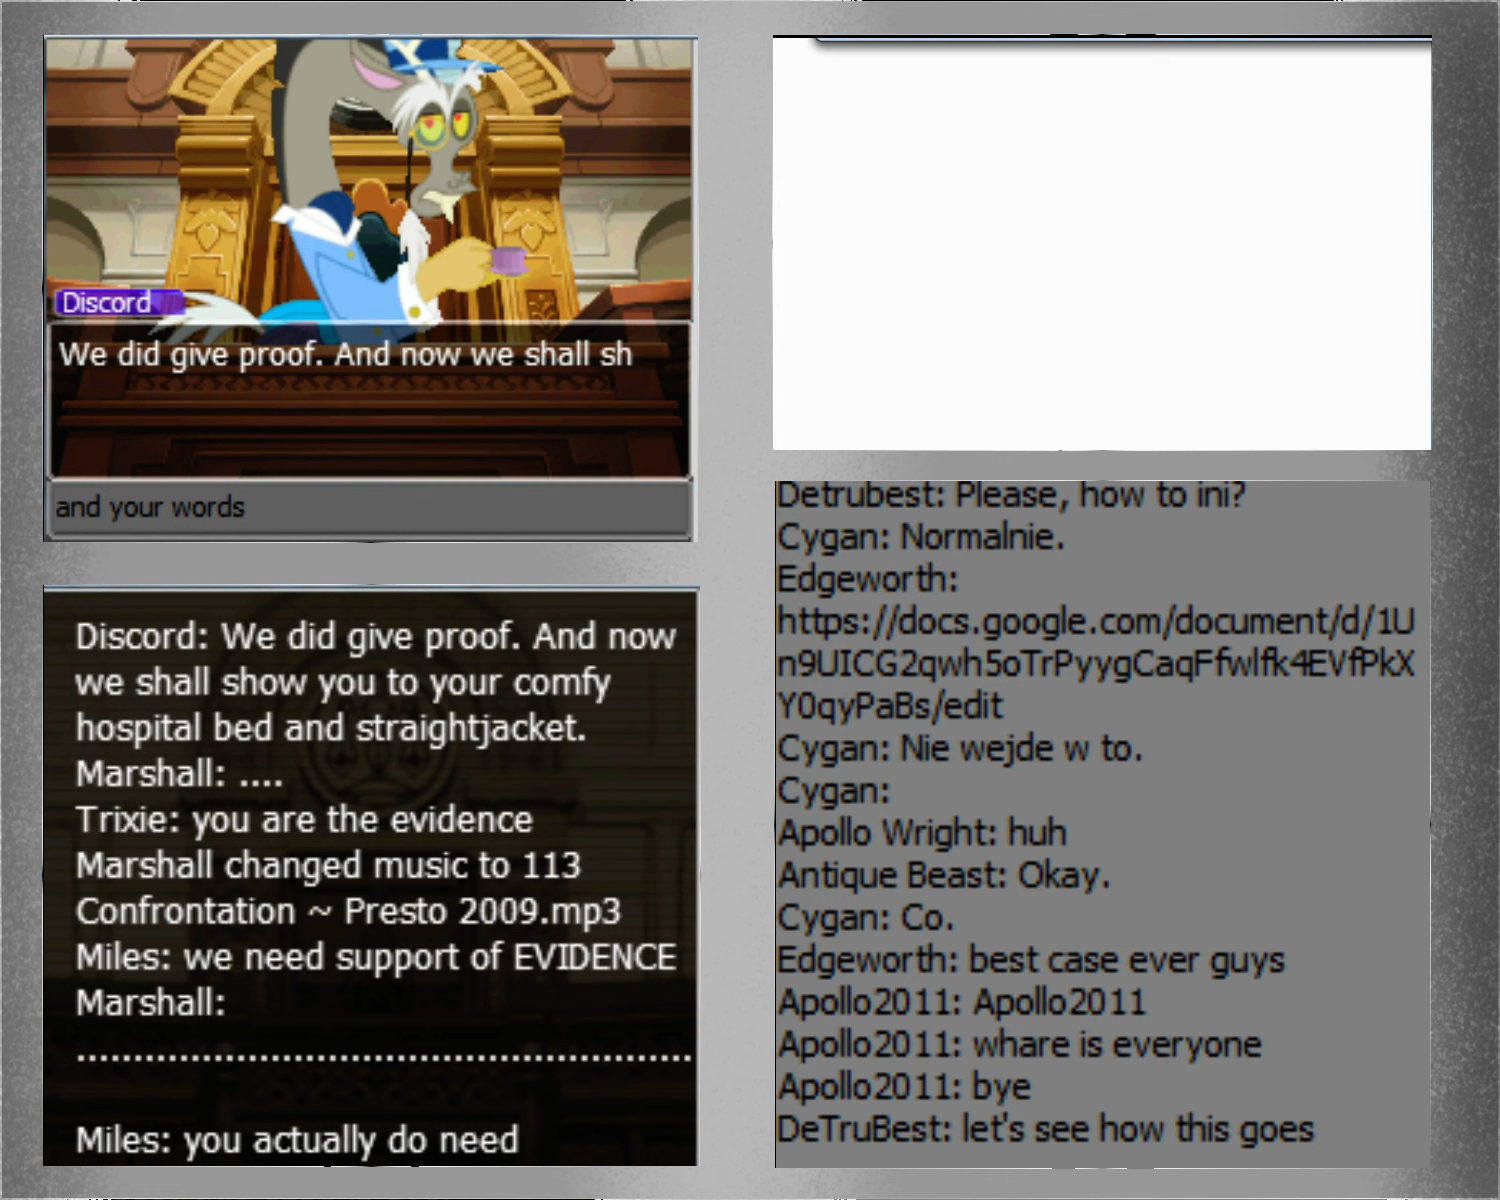 Discord
We did give proof. And now we shall sh
and your words
Discord: We did give proof. And now
we shall show you to your comfy
hospital bed and straightjacket.
Marshall: ....
Trixie: you are the evidence
Marshall changed music to 113
Confrontation ~ Presto 2009.mp3
Miles: we need support of EVIDENCE
Marshall:
......................................................
Miles: you actually do need
Detrubest: Please, how to ini?
Cygan: Normalnie.
Edgeworth:
https://docs.google.com/document/d/1U
n9UICG2qwh5oTrPyygCaqFfwlfk4EVfPkX
Y0qyPaBs/edit
Cygan: Nie wejde w to.
Cygan:
Apollo Wright: huh
Antique Beast: Okay.
Cygan: Co.
Edgeworth: best case ever guys
Apollo2011: Apollo2011
Apollo2011: whare is everyone
Apollo2011: bye
DeTruBest: let's see how this goes